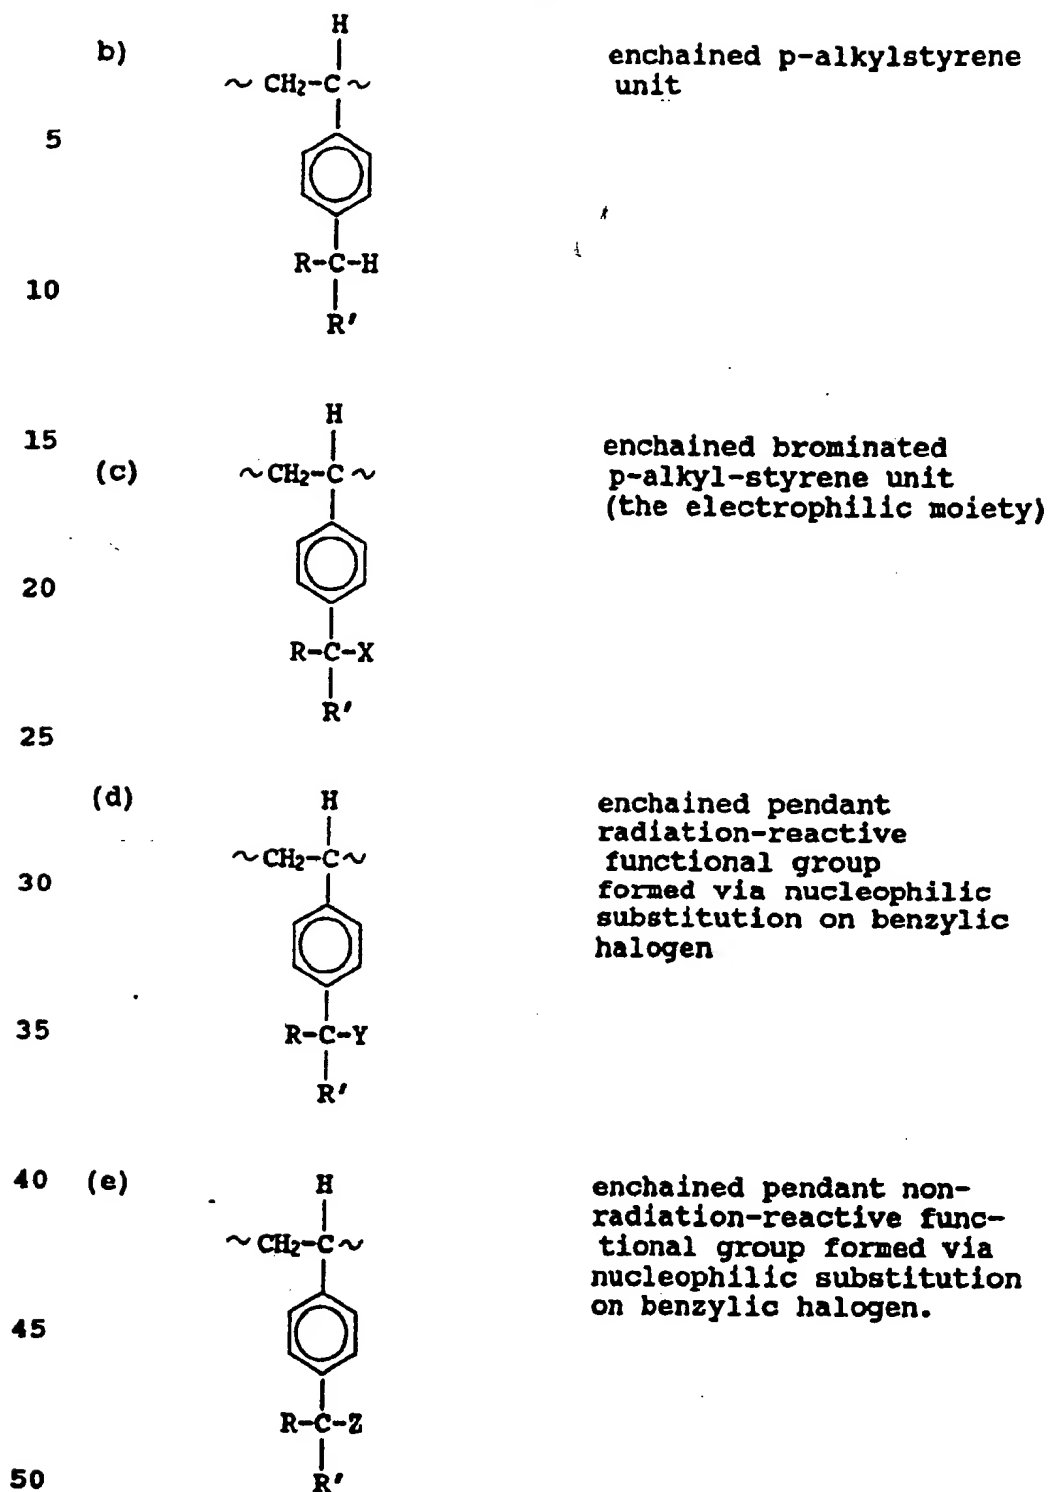 H
b)
enchained p-alkylstyrene
~ CH₂-C ~
unit
5
R-C-H
10
R′
H
15
enchained brominated
(c)
~CH₂-C ~
p-alkyl-styrene unit
(the electrophilic moiety)
20
R-C-X
R′
25
(d)
H
enchained pendant
radiation-reactive
~CH₂-C~
functional group
30
formed via nucleophilic
substitution on benzylic
halogen
35
R-C-Y
R′
40 (e)
H
enchained pendant non-
radiation-reactive func-
~CH₂-C~
tional group formed via
nucleophilic substitution
on benzylic halogen.
45
R-C-Z
50
R′